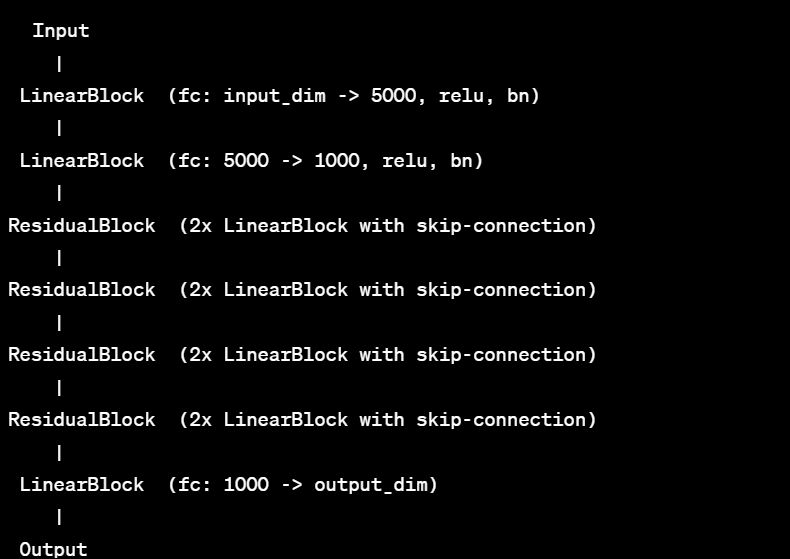 Input
|
LinearBlock (fc: input_dim -> 5000, relu, bn)
|
LinearBlock (fc: 5000 -> 1000, relu, bn)
|
ResidualBlock (2x LinearBlock with skip-connection)
|
ResidualBlock (2x LinearBlock with skip-connection)
|
ResidualBlock (2x LinearBlock with skip-connection)
|
ResidualBlock (2x LinearBlock with skip-connection)
|
LinearBlock (fc: 1000 -> output_dim)
|
Output